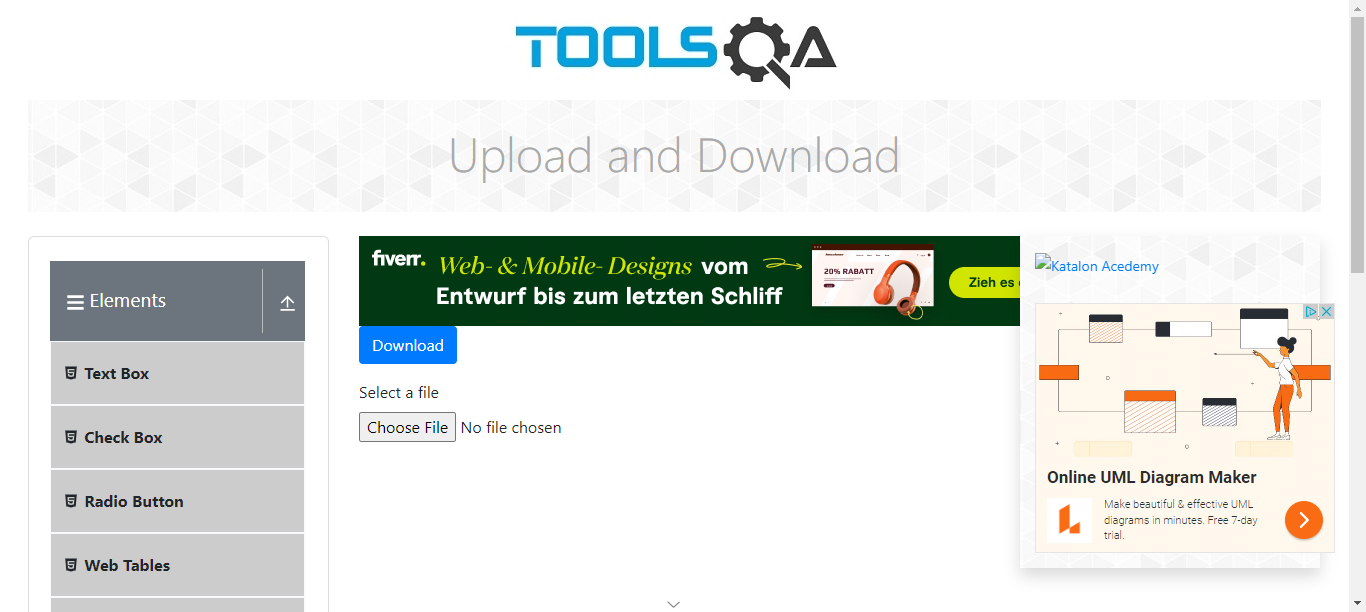 TOOLSQA
Upload and Download
Elements
Text Box
Check Box
Radio Button
Web Tables
fiverr.
Web- & Mobile- Designs vom
Entwurf bis zum letzten Schliff
20% RABATT
Zieh es
Download
Select a file
Choose File No file chosen
Katalon Acedemy
Online UML Diagram Maker
Make beautiful & effective UML
diagrams in minutes. Free 7-day
trial.